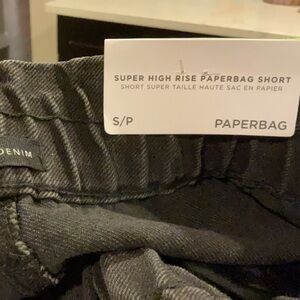 SUPER HIGH RISE PAPERBAG SHORT
SHORT SUPER TAILLE HAUTE SAC EN PAPIER
S/P
PAPERBAG
DENIM